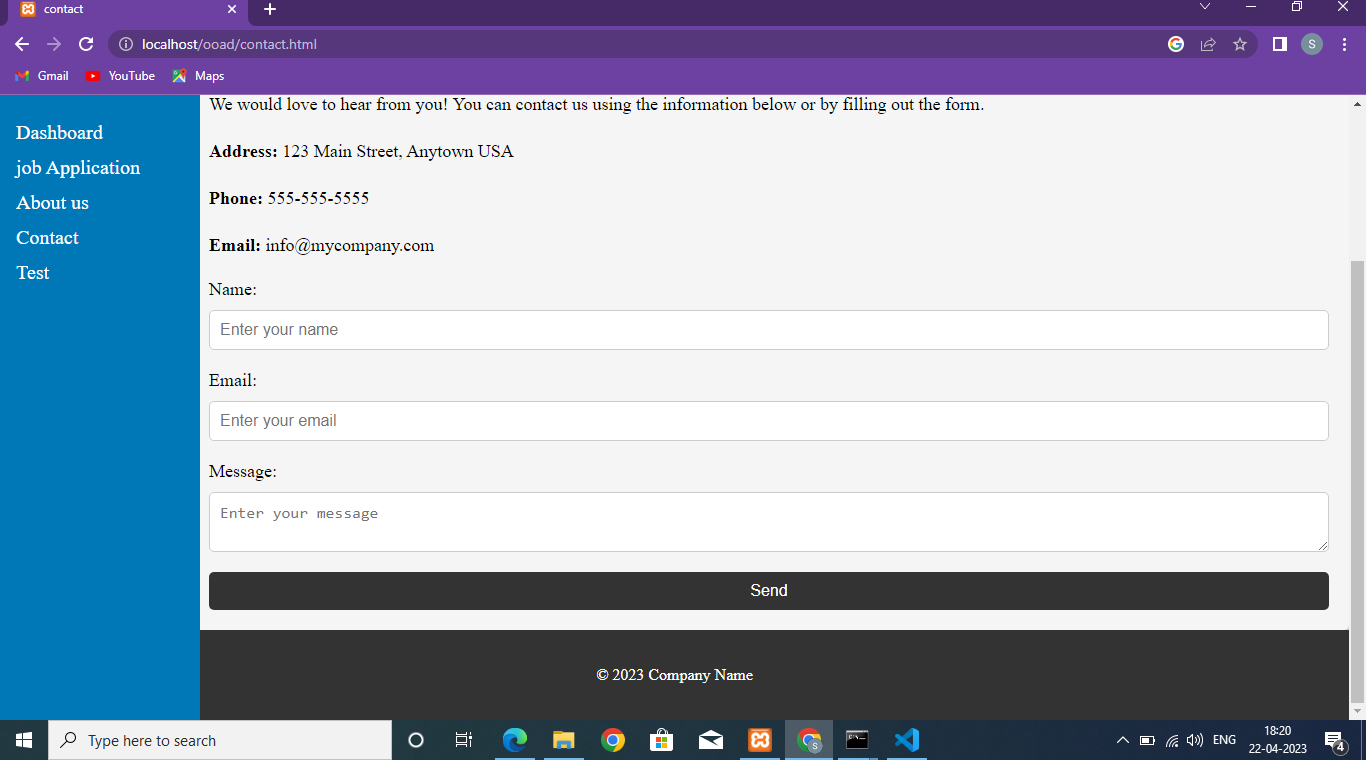 contact
localhost/ooad/contact.html
S
Gmail
YouTube
Maps
Dashboard
job Application
About us
Contact
Test
We would love to hear from you! You can contact us using the information below or by filling out the form.
Address: 123 Main Street, Anytown USA
Phone: 555-555-5555
Email: info@mycompany.com
Name:
Enter your name
Email:
Enter your email
Message:
Enter your message
Send
© 2023 Company Name
Type here to search
S
ENG
18:20
22-04-2023
4